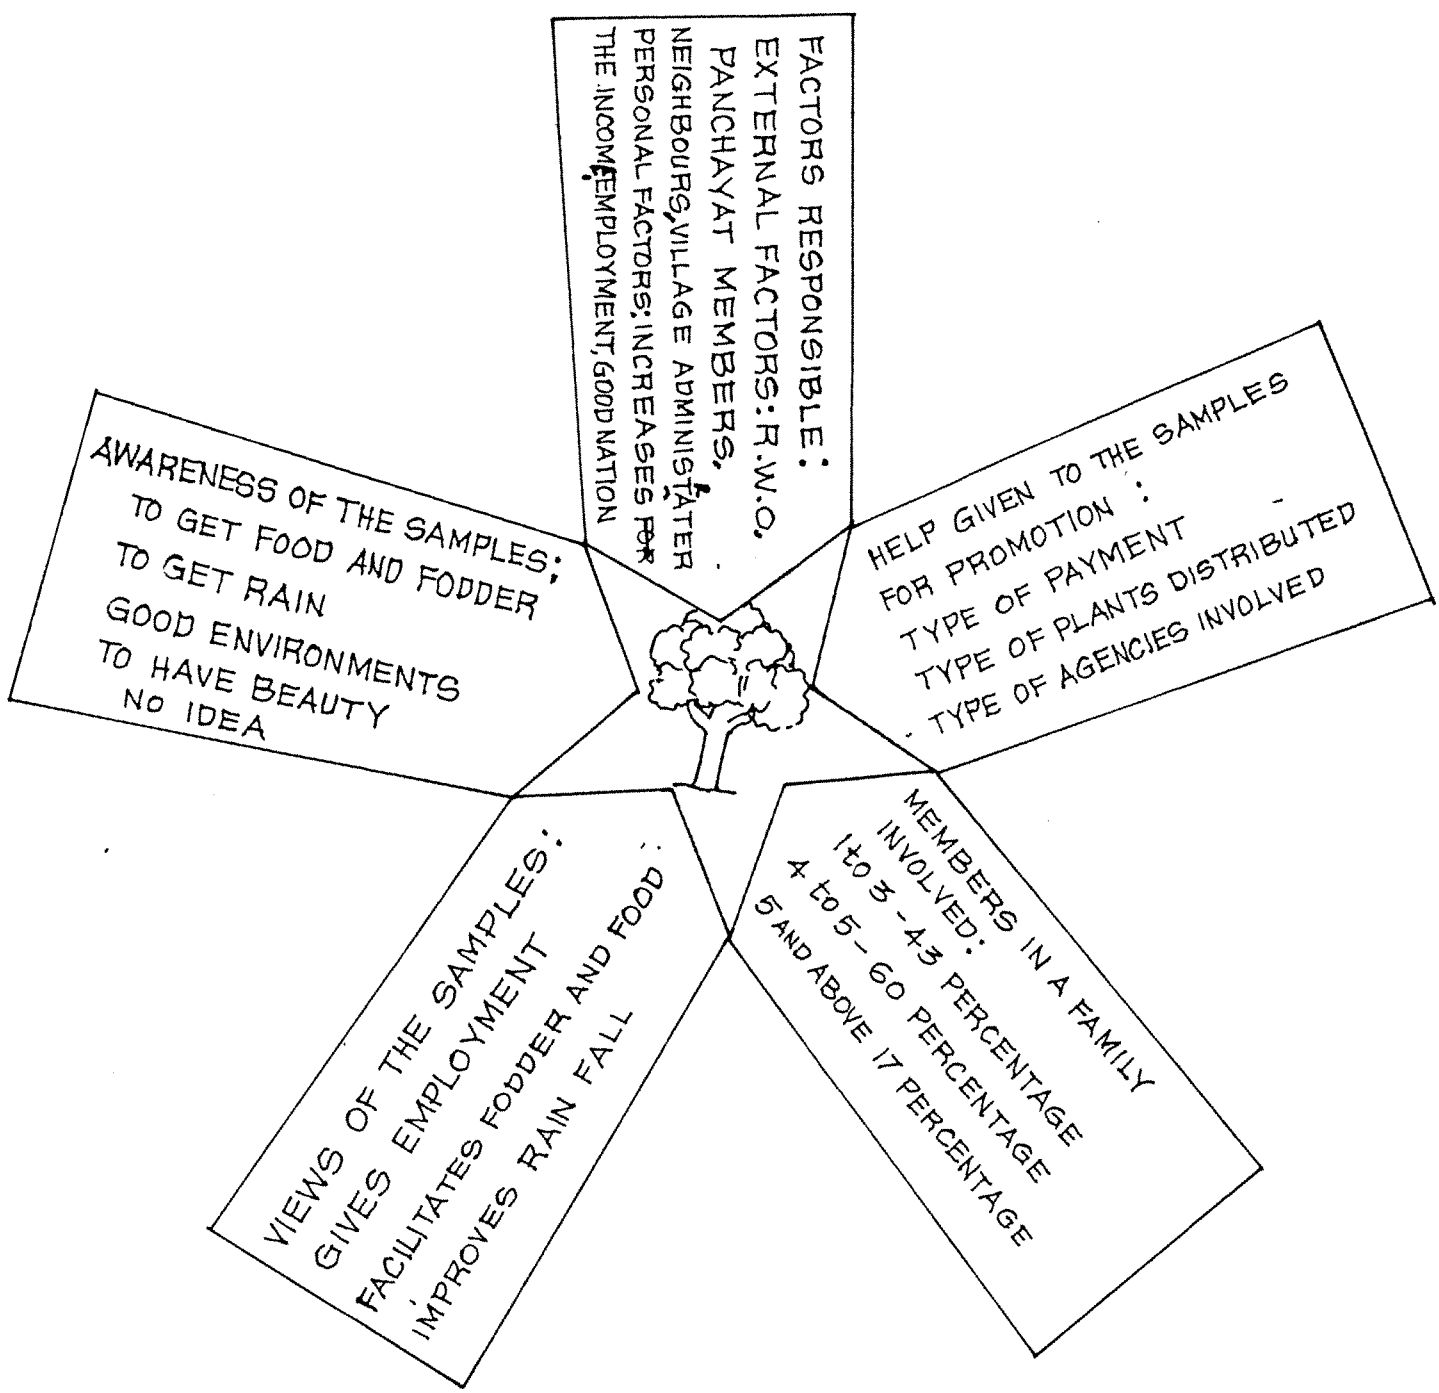 FACTORS RESPONSIBLE:
EXTERNAL FACTORS: R.W.O.
PANCHAYAT MEMBERS,
NEIGHBOURS, VILLAGE ADMINISTATER
PERSONAL FACTORS; INCREASES FOR
THE INCOME, EMPLOYMENT, GOOD NATION
HELP GIVEN TO THE SAMPLES
FOR PROMOTION :
TYPE OF PAYMENT
TYPE OF PLANTS DISTRIBUTED
TYPE OF AGENCIES INVOLVED
MEMBERS IN A FAMILY
INVOLVED:
1 to 3 - 43 PERCENTAGE
4 to 5 - 60 PERCENTAGE
5 AND ABOVE 17 PERCENTAGE
VIEWS OF THE SAMPLES:
GIVES EMPLOYMENT
FACILITATES FODDER AND FOOD
IMPROVES RAIN FALL
AWARENESS OF THE SAMPLES;
TO GET FOOD AND FODDER
TO GET RAIN
GOOD ENVIRONMENTS
TO HAVE BEAUTY
NO IDEA